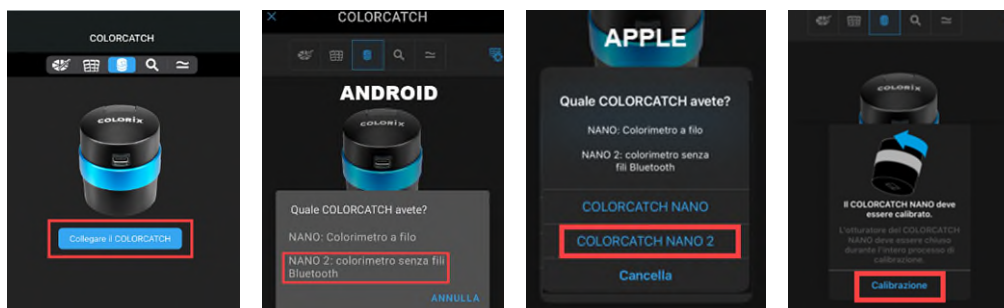 COLORCATCH
COLORIX
Collegare il COLORCATCH
COLORCATCH
ANDROID
COLORIX
Quale COLORCATCH avete?
NANO: Colorimetro a filo
NANO 2: colorimetro senza fili
Bluetooth
ANNULLA
APPLE
Quale COLORCATCH avete?
NANO: Colorimetro a filo
NANO 2: colorimetro senza
fili Bluetooth
COLORCATCH NANO
COLORCATCH NANO 2
Cancella
COLORIX
Il COLORCATCH NANO deve
essere calibrato.
L'otturatore del COLORCATCH
NANO deve essere chiuso
durante l'intero processo di
calibrazione.
Calibrazione